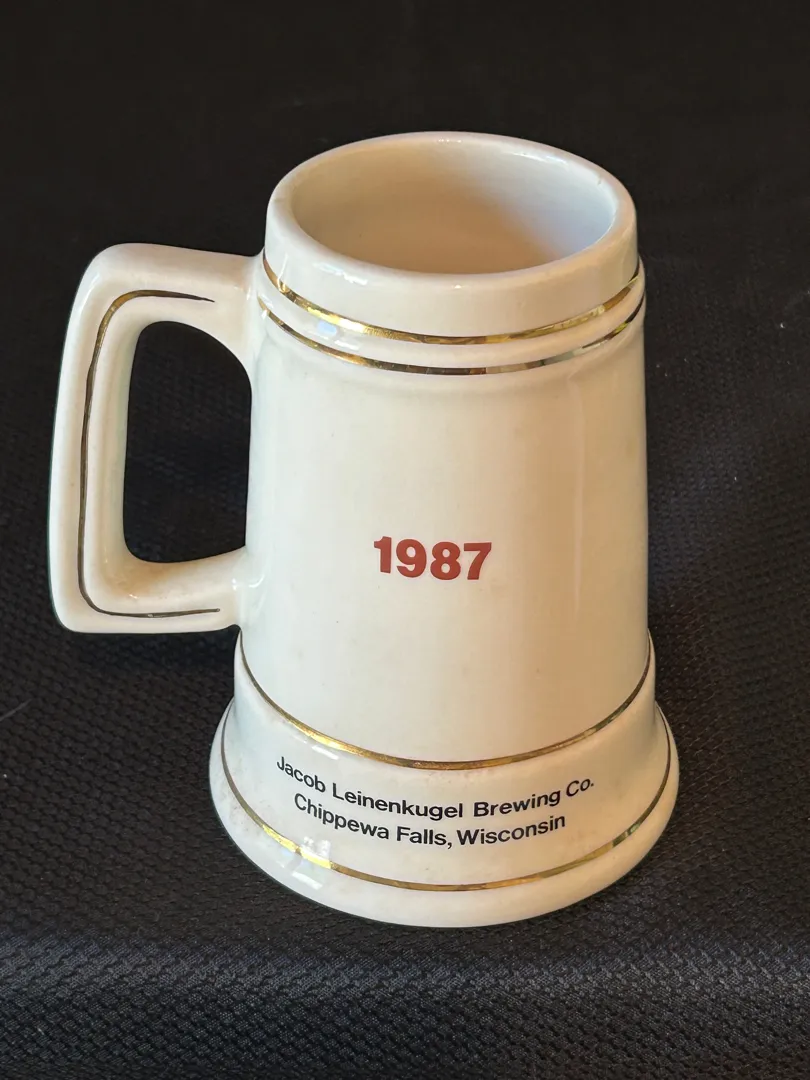 1987
Jacob Leinenkugel Brewing Co.
Chippewa Falls, Wisconsin